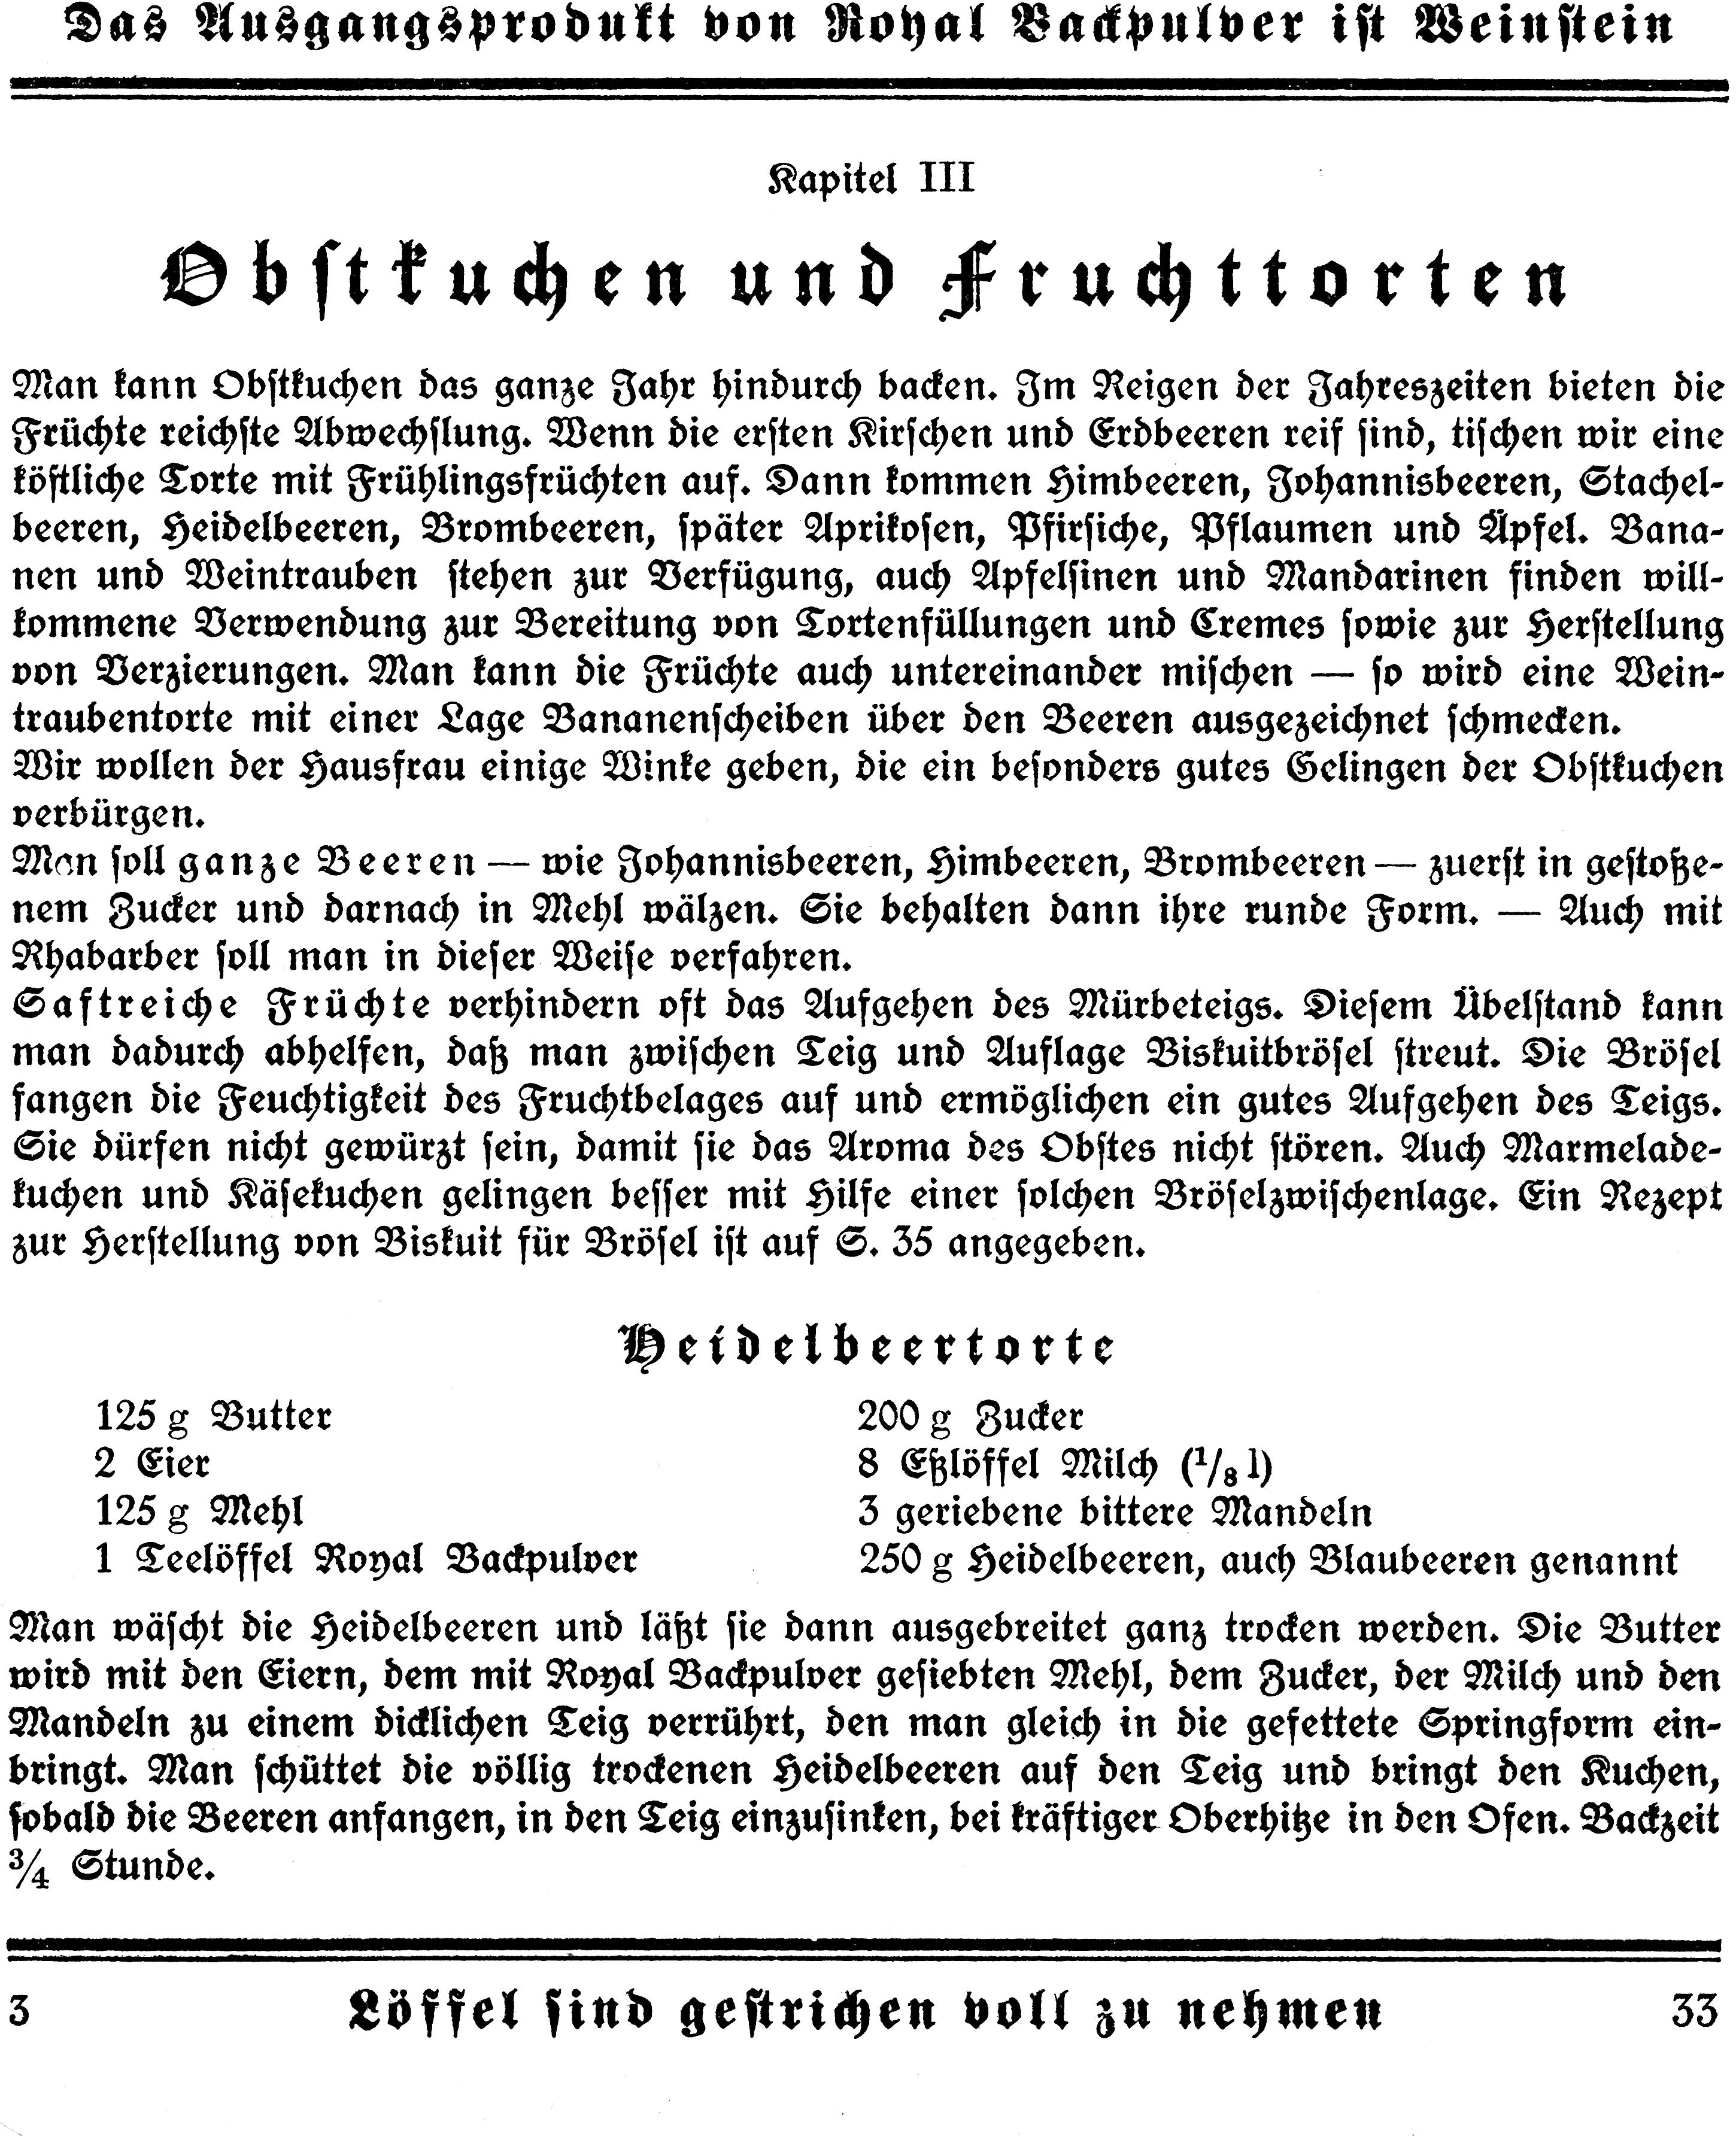 Das Ausgangsprodukt von Royal Backpulver ist Weinstein
Kapitel III
Obstkuchen und Fruchttorten
Man kann Obstkuchen das ganze Jahr hindurch backen. Im Reigen der Jahreszeiten bieten die
Früchte reichste Abwechslung. Wenn die ersten Kirschen und Erdbeeren reif sind, tischen wir eine
köstliche Torte mit Frühlingsfrüchten auf. Dann kommen Himbeeren, Johannisbeeren, Stachel-
beeren, Heidelbeeren, Brombeeren, später Aprikosen, Pfirsiche, Pflaumen und Äpfel. Bana-
nen und Weintrauben stehen zur Verfügung, auch Apfelsinen und Mandarinen finden will-
kommene Verwendung zur Bereitung von Tortenfüllungen und Cremes sowie zur Herstellung
von Verzierungen. Man kann die Früchte auch untereinander mischen — so wird eine Wein-
traubentorte mit einer Lage Bananenscheiben über den Beeren ausgezeichnet schmecken.
Wir wollen der Hausfrau einige Winke geben, die ein besonders gutes Gelingen der Obstkuchen
verbürgen.
Man soll ganze Beeren — wie Johannisbeeren, Himbeeren, Brombeeren — zuerst in gestoße-
nem Zucker und darnach in Mehl wälzen. Sie behalten dann ihre runde Form. — Auch mit
Rhabarber soll man in dieser Weise verfahren.
Saftreiche Früchte verhindern oft das Aufgehen des Mürbeteigs. Diesem Übelstand kann
man dadurch abhelfen, daß man zwischen Teig und Auflage Biskuitbrösel streut. Die Brösel
fangen die Feuchtigkeit des Fruchtbelages auf und ermöglichen ein gutes Aufgehen des Teigs.
Sie dürfen nicht gewürzt sein, damit sie das Aroma des Obstes nicht stören. Auch Marmelade-
kuchen und Käsekuchen gelingen besser mit Hilfe einer solchen Bröselzwischenlage. Ein Rezept
zur Herstellung von Biskuit für Brösel ist auf S. 35 angegeben.
Heidelbeertorte
125 g Butter
2 Eier
125 g Mehl
1 Teelöffel Royal Backpulver
200 g Zucker
8 Eßlöffel Milch (1/8 l)
3 geriebene bittere Mandeln
250 g Heidelbeeren, auch Blaubeeren genannt
Man wäscht die Heidelbeeren und läßt sie dann ausgebreitet ganz trocken werden. Die Butter
wird mit den Eiern, dem mit Royal Backpulver gesiebten Mehl, dem Zucker, der Milch und den
Mandeln zu einem dicklichen Teig verrührt, den man gleich in die gefettete Springform ein-
bringt. Man schüttet die völlig trockenen Heidelbeeren auf den Teig und bringt den Kuchen,
sobald die Beeren anfangen, in den Teig einzusinken, bei kräftiger Oberhitze in den Ofen. Backzeit
3/4 Stunde.
3 Löffel sind gestrichen voll zu nehmen 33